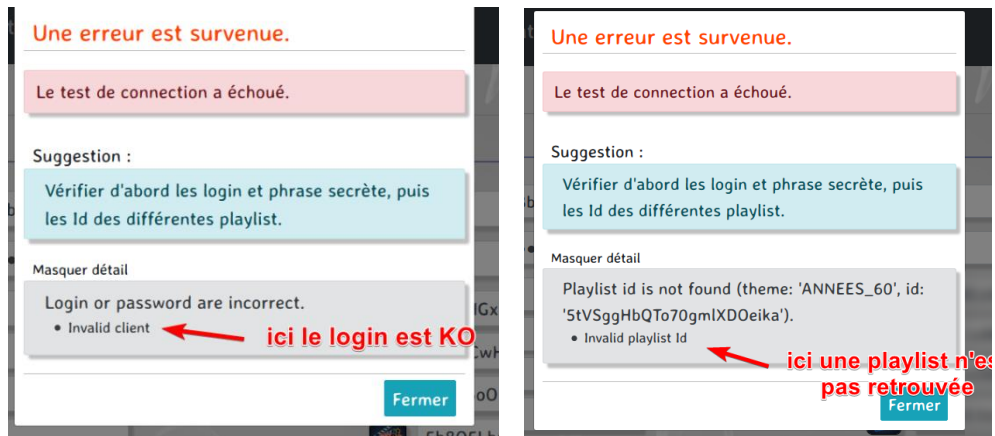 Une erreur est survenue.
Le test de connection a échoué.
Suggestion :
Vérifier d'abord les login et phrase secrète, puis
les Id des différentes playlist.
Masquer détail
Login or password are incorrect.
• Invalid client
ici le login est KO
Fermer
Une erreur est survenue.
Le test de connection a échoué.
Suggestion :
Vérifier d'abord les login et phrase secrète, puis
les Id des différentes playlist.
Masquer détail
Playlist id is not found (theme: 'ANNEES_60', id:
'5tVSggHbQTo70gmlXDOeika').
• Invalid playlist Id
ici une playlist n'es
pas retrouvée
Fermer